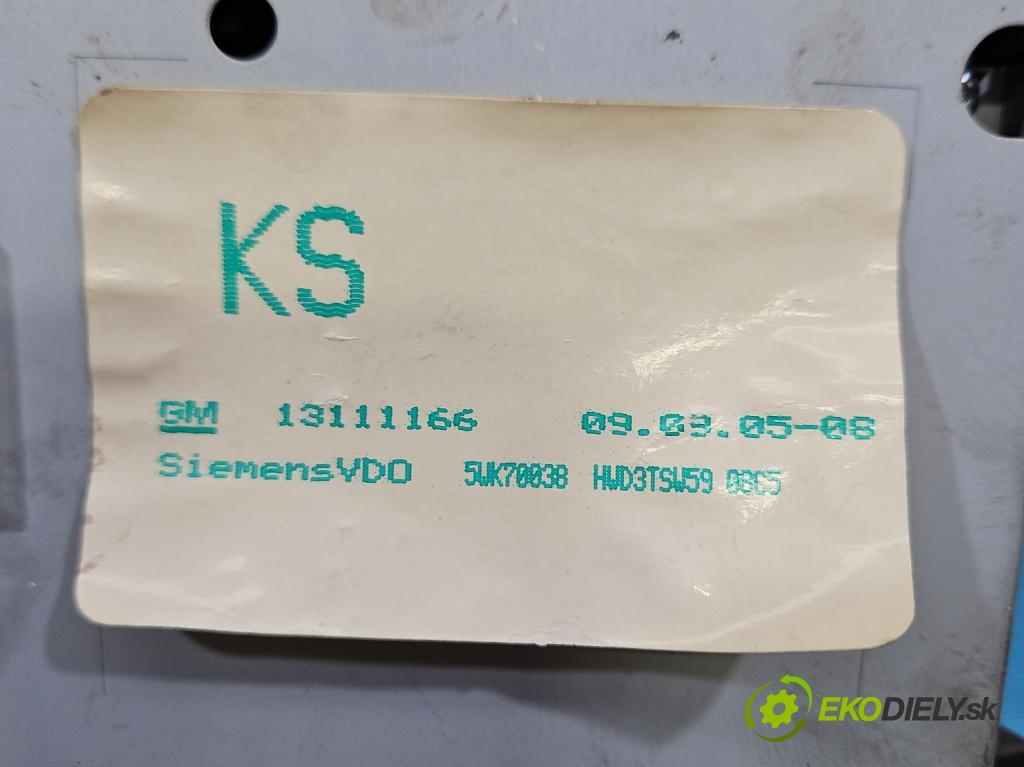 KS
GM 13111166 09.03.05-08
SiemensVDO 5WK70038 HWD3TSW59 08C5
EKODIELY.sk